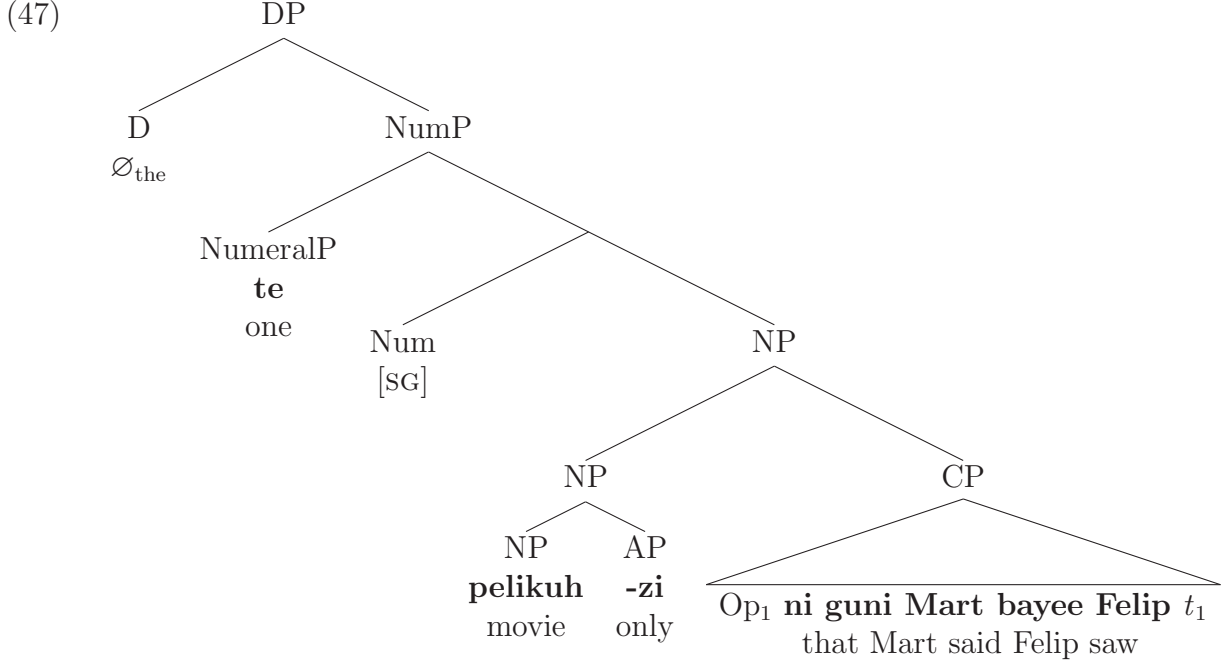 (47)
DP
D NumP
∅the
NumeralP
te
one
Num NP
[SG]
NP CP
NP AP
pelikuh -zi Op1 ni guni Mart bayee Felip t1
movie only that Mart said Felip saw